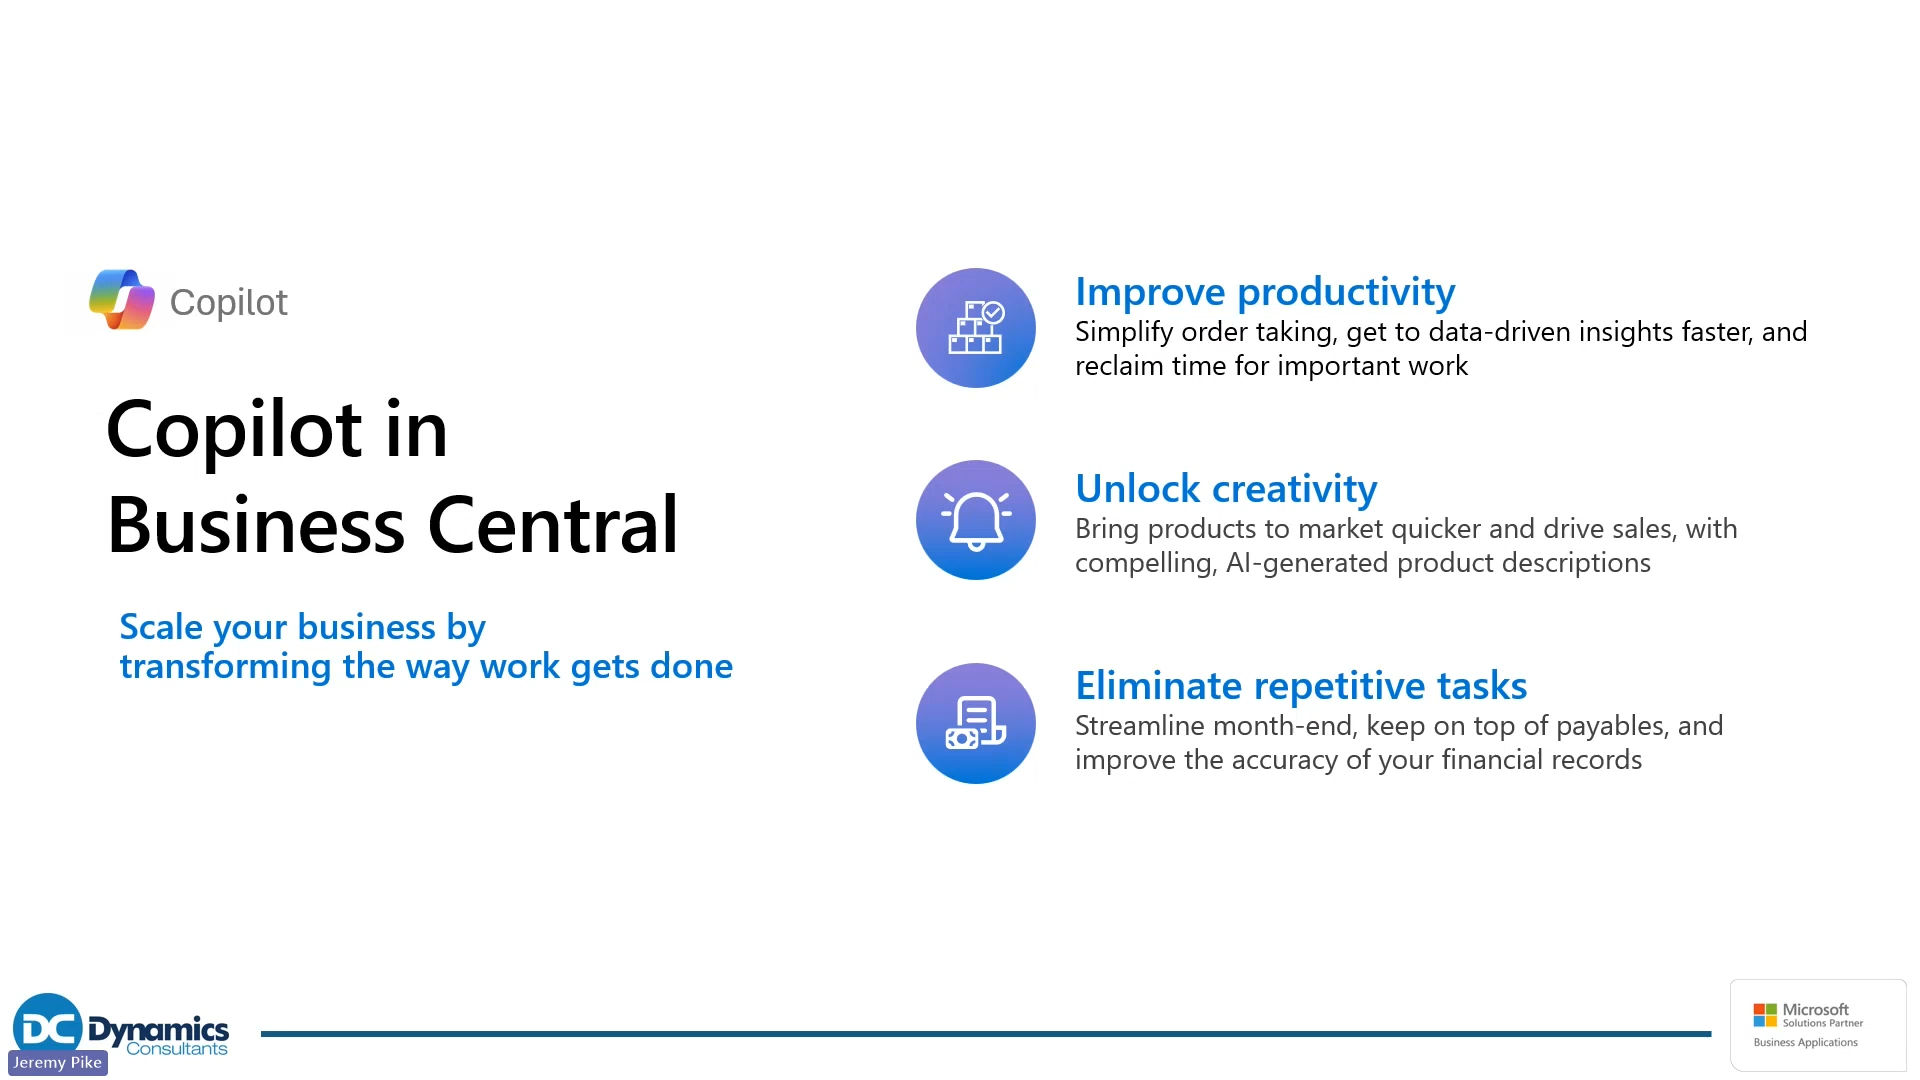 Copilot
Copilot in
Business Central
Scale your business by
transforming the way work gets done
Improve productivity
Simplify order taking, get to data-driven insights faster, and
reclaim time for important work
Unlock creativity
Bring products to market quicker and drive sales, with
compelling, AI-generated product descriptions
Eliminate repetitive tasks
Streamline month-end, keep on top of payables, and
improve the accuracy of your financial records
DC Dynamics
Consultants
Jeremy Pike
Microsoft
Solutions Partner
Business Applications